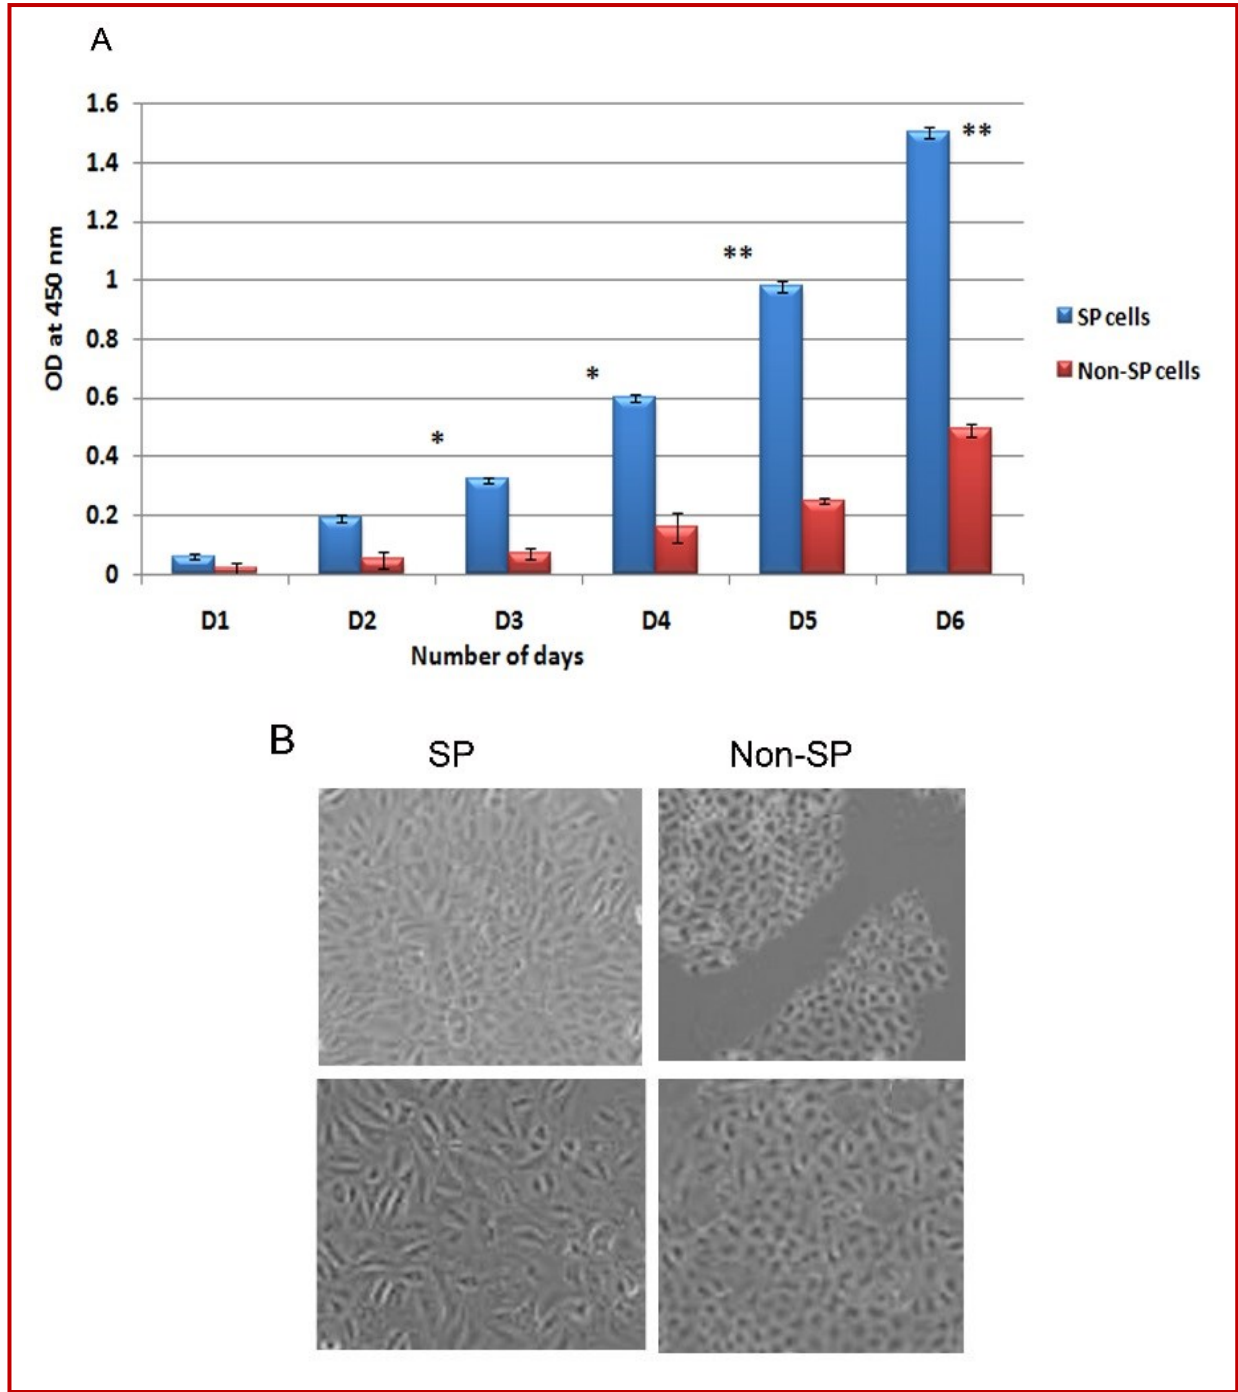 A
1.6
1.4
1.2
1
0.8
0.6
0.4
0.2
0
OD at 450 nm
*
*
**
**
SP cells
Non-SP cells
D1 D2 D3 D4 D5 D6
Number of days
B
SP Non-SP